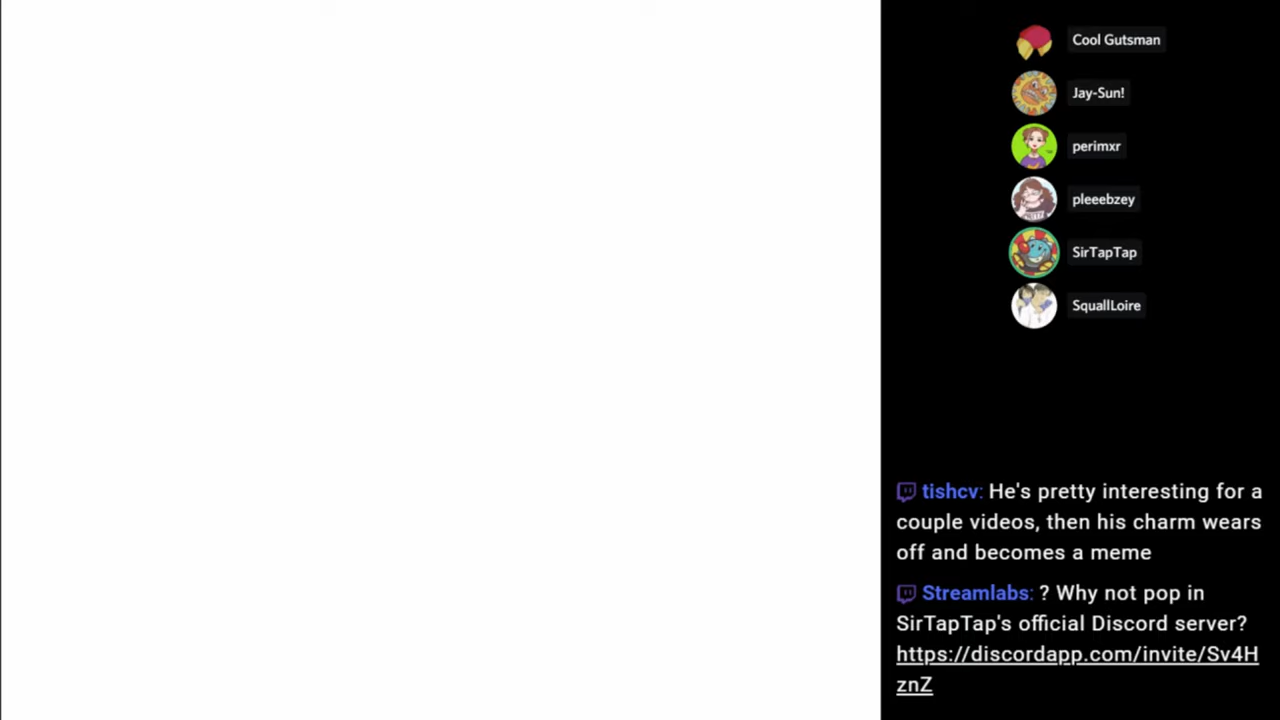 Cool Gutsman
Jay-Sun!
perimxr
pleeebzey
SirTapTap
SquallLoire
tishcv: He's pretty interesting for a
couple videos, then his charm wears
off and becomes a meme
Streamlabs: ? Why not pop in
SirTapTap's official Discord server?
https://discordapp.com/invite/Sv4H
znZ